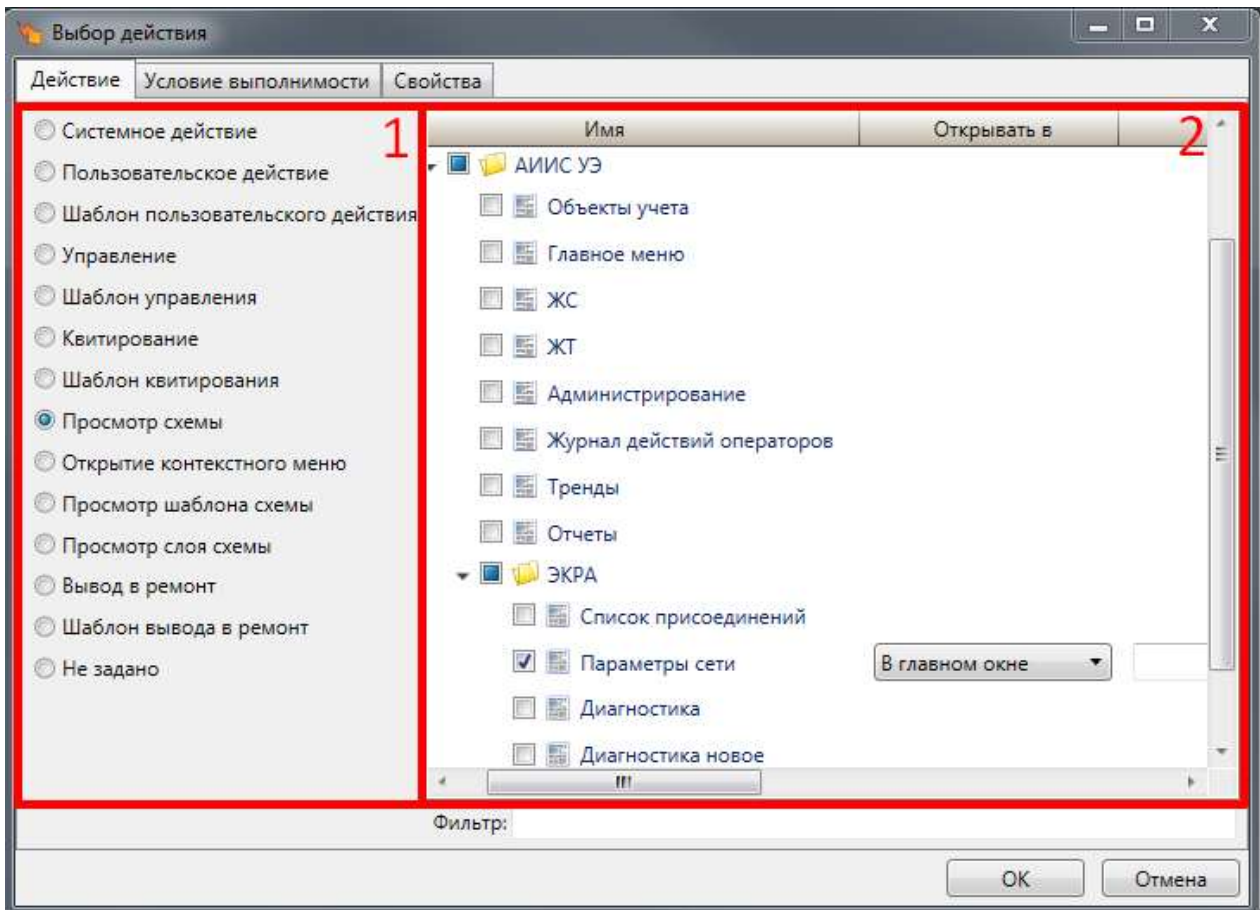 Выбор действия
Действие Условие выполнимости Свойства
1
Системное действие
Пользовательское действие
Шаблон пользовательского действия
Управление
Шаблон управления
Квитирование
Шаблон квитирования
Просмотр схемы
Открытие контекстного меню
Просмотр шаблона схемы
Просмотр слоя схемы
Вывод в ремонт
Шаблон вывода в ремонт
Не задано
2
Имя Открывать в
АИИС УЭ
Объекты учета
Главное меню
ЖС
ЖТ
Администрирование
Журнал действий операторов
Тренды
Отчеты
ЭКРА
Список присоединений
Параметры сети В главном окне
Диагностика
Диагностика новое
Фильтр:
ОК Отмена